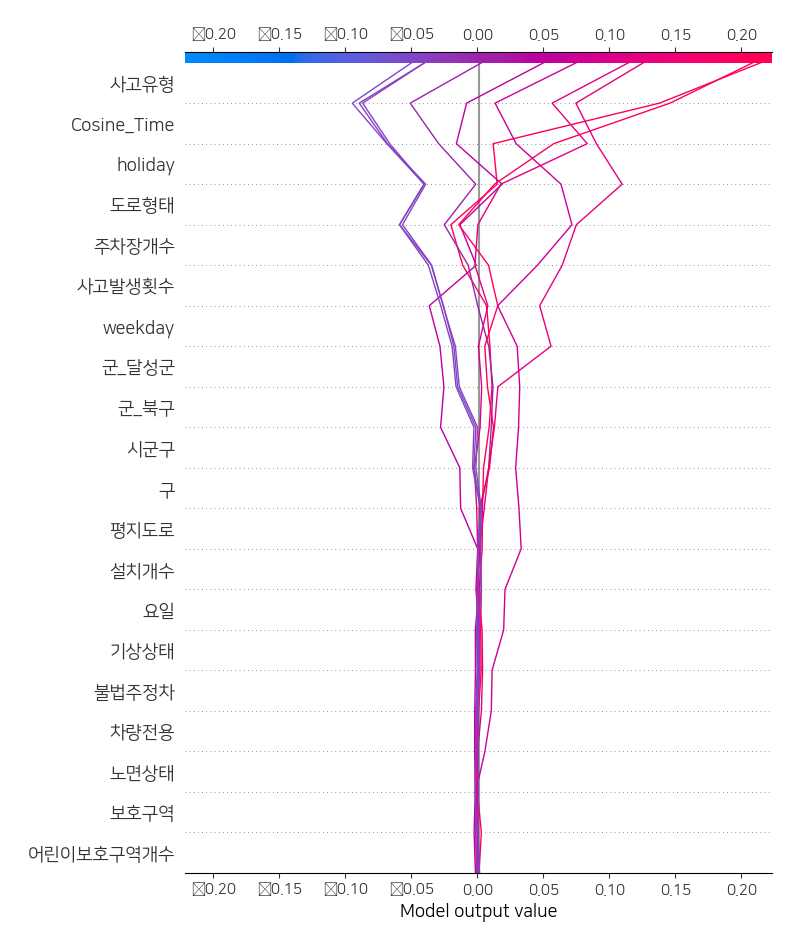 0.20 0.15 0.10 0.05 0.00 0.05 0.10 0.15 0.20
사고유형
Cosine_Time
holiday
도로형태
주차장개수
사고발생횟수
weekday
군_달성군
군_북구
시군구
구
평지도로
설치개수
요일
기상상태
불법주정차
차량전용
노면상태
보호구역
어린이보호구역개수
0.20 0.15 0.10 0.05 0.00 0.05 0.10 0.15 0.20
Model output value